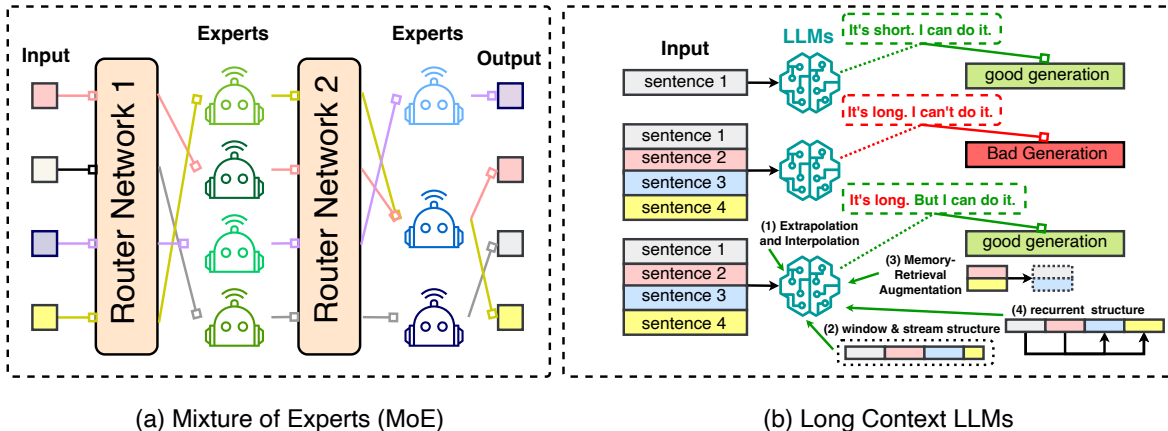 Input
Router Network 1
Experts
Router Network 2
Experts
Output
(a) Mixture of Experts (MoE)
Input
LLMs
It's short. I can do it.
sentence 1
good generation
It's long. I can't do it.
sentence 1
sentence 2
sentence 3
sentence 4
Bad Generation
It's long. But I can do it.
sentence 1
sentence 2
sentence 3
sentence 4
(1) Extrapolation
and Interpolation
good generation
(3) Memory-
Retrieval
Augmentation
(4) recurrent structure
(2) window & stream structure
(b) Long Context LLMs